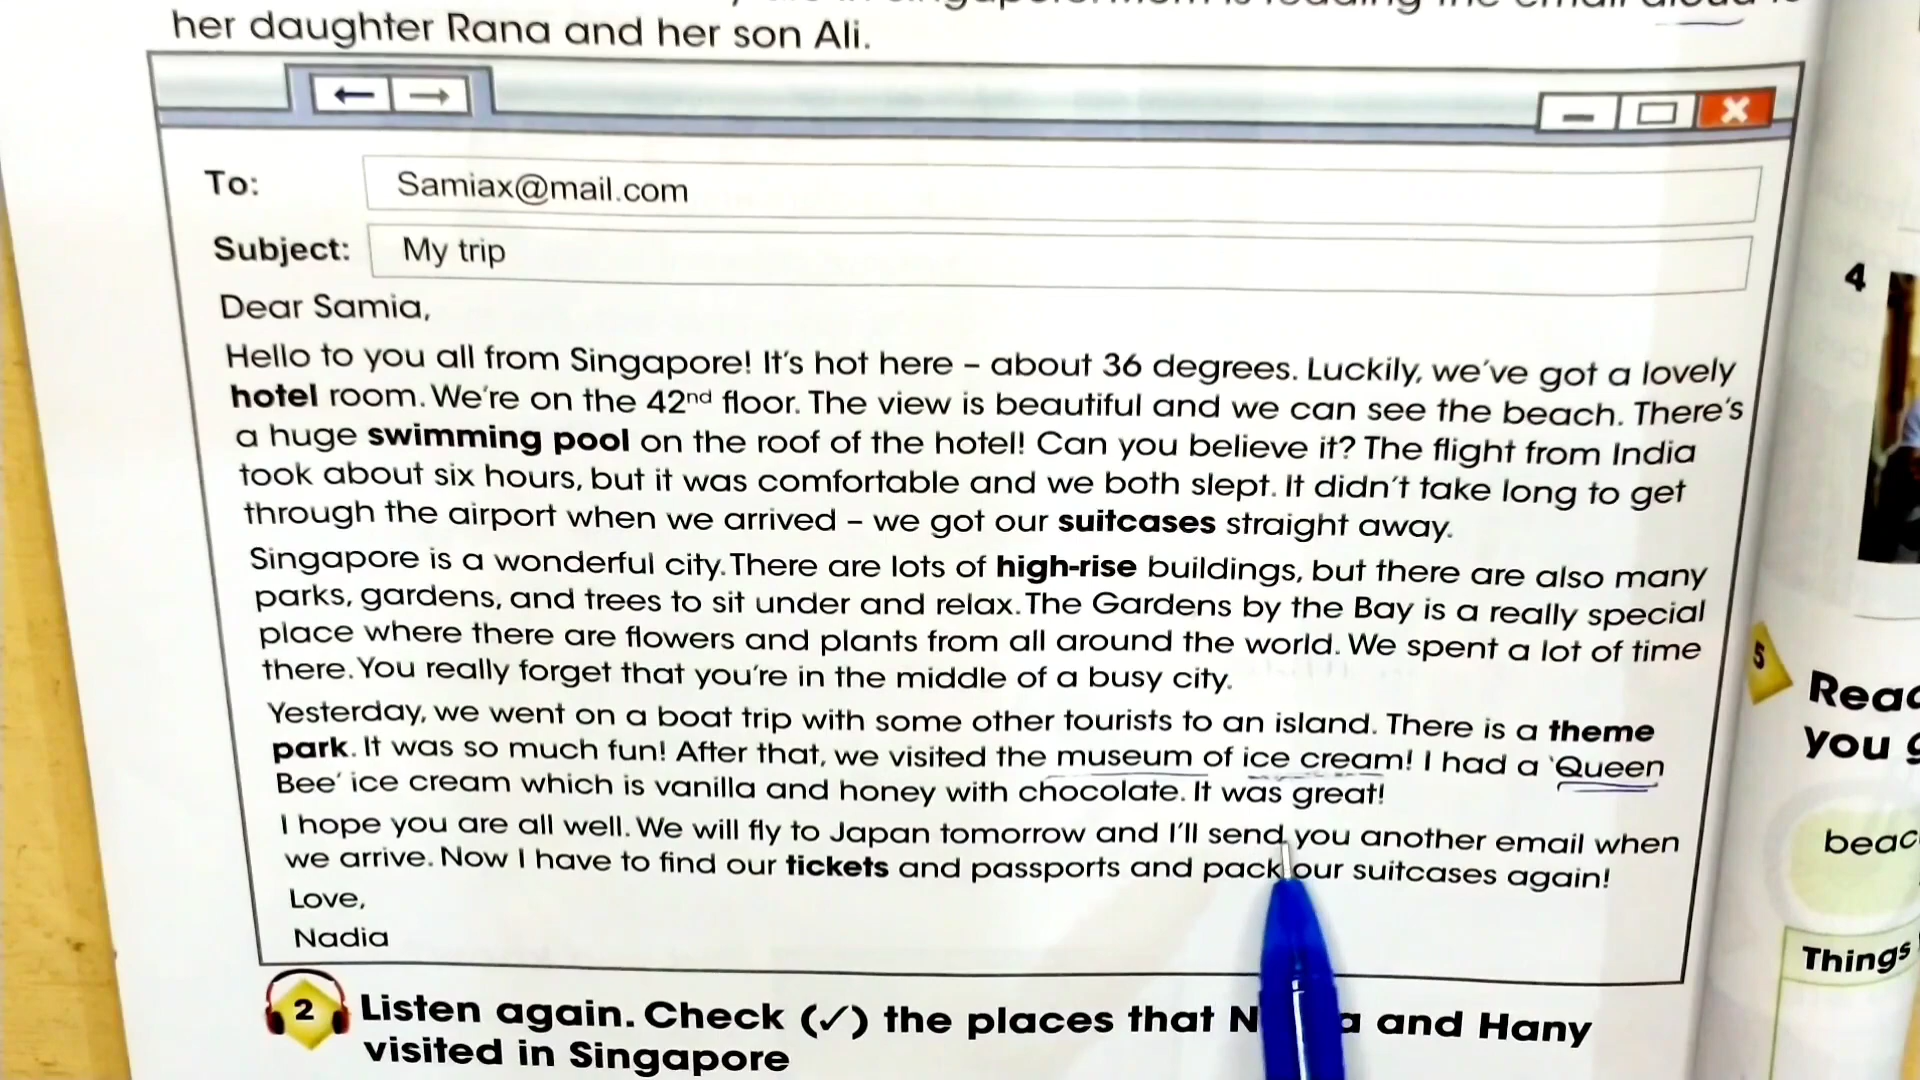 her daughter Rana and her son Ali.
To: Samiax@mail.com
Subject: My trip
Dear Samia,
Hello to you all from Singapore! It's hot here – about 36 degrees. Luckily, we've got a lovely
hotel room. We're on the 42nd floor. The view is beautiful and we can see the beach. There's
a huge swimming pool on the roof of the hotel! Can you believe it? The flight from India
took about six hours, but it was comfortable and we both slept. It didn't take long to get
through the airport when we arrived – we got our suitcases straight away.
Singapore is a wonderful city. There are lots of high-rise buildings, but there are also many
parks, gardens, and trees to sit under and relax. The Gardens by the Bay is a really special
place where there are flowers and plants from all around the world. We spent a lot of time
there. You really forget that you're in the middle of a busy city.
Yesterday, we went on a boat trip with some other tourists to an island. There is a theme
park. It was so much fun! After that, we visited the museum of ice cream! I had a 'Queen
Bee' ice cream which is vanilla and honey with chocolate. It was great!
I hope you are all well. We will fly to Japan tomorrow and I'll send you another email when
we arrive. Now I have to find our tickets and passports and pack our suitcases again!
Love,
Nadia
2 Listen again. Check (✓) the places that and Hany
visited in Singapore
4
5
you
Things